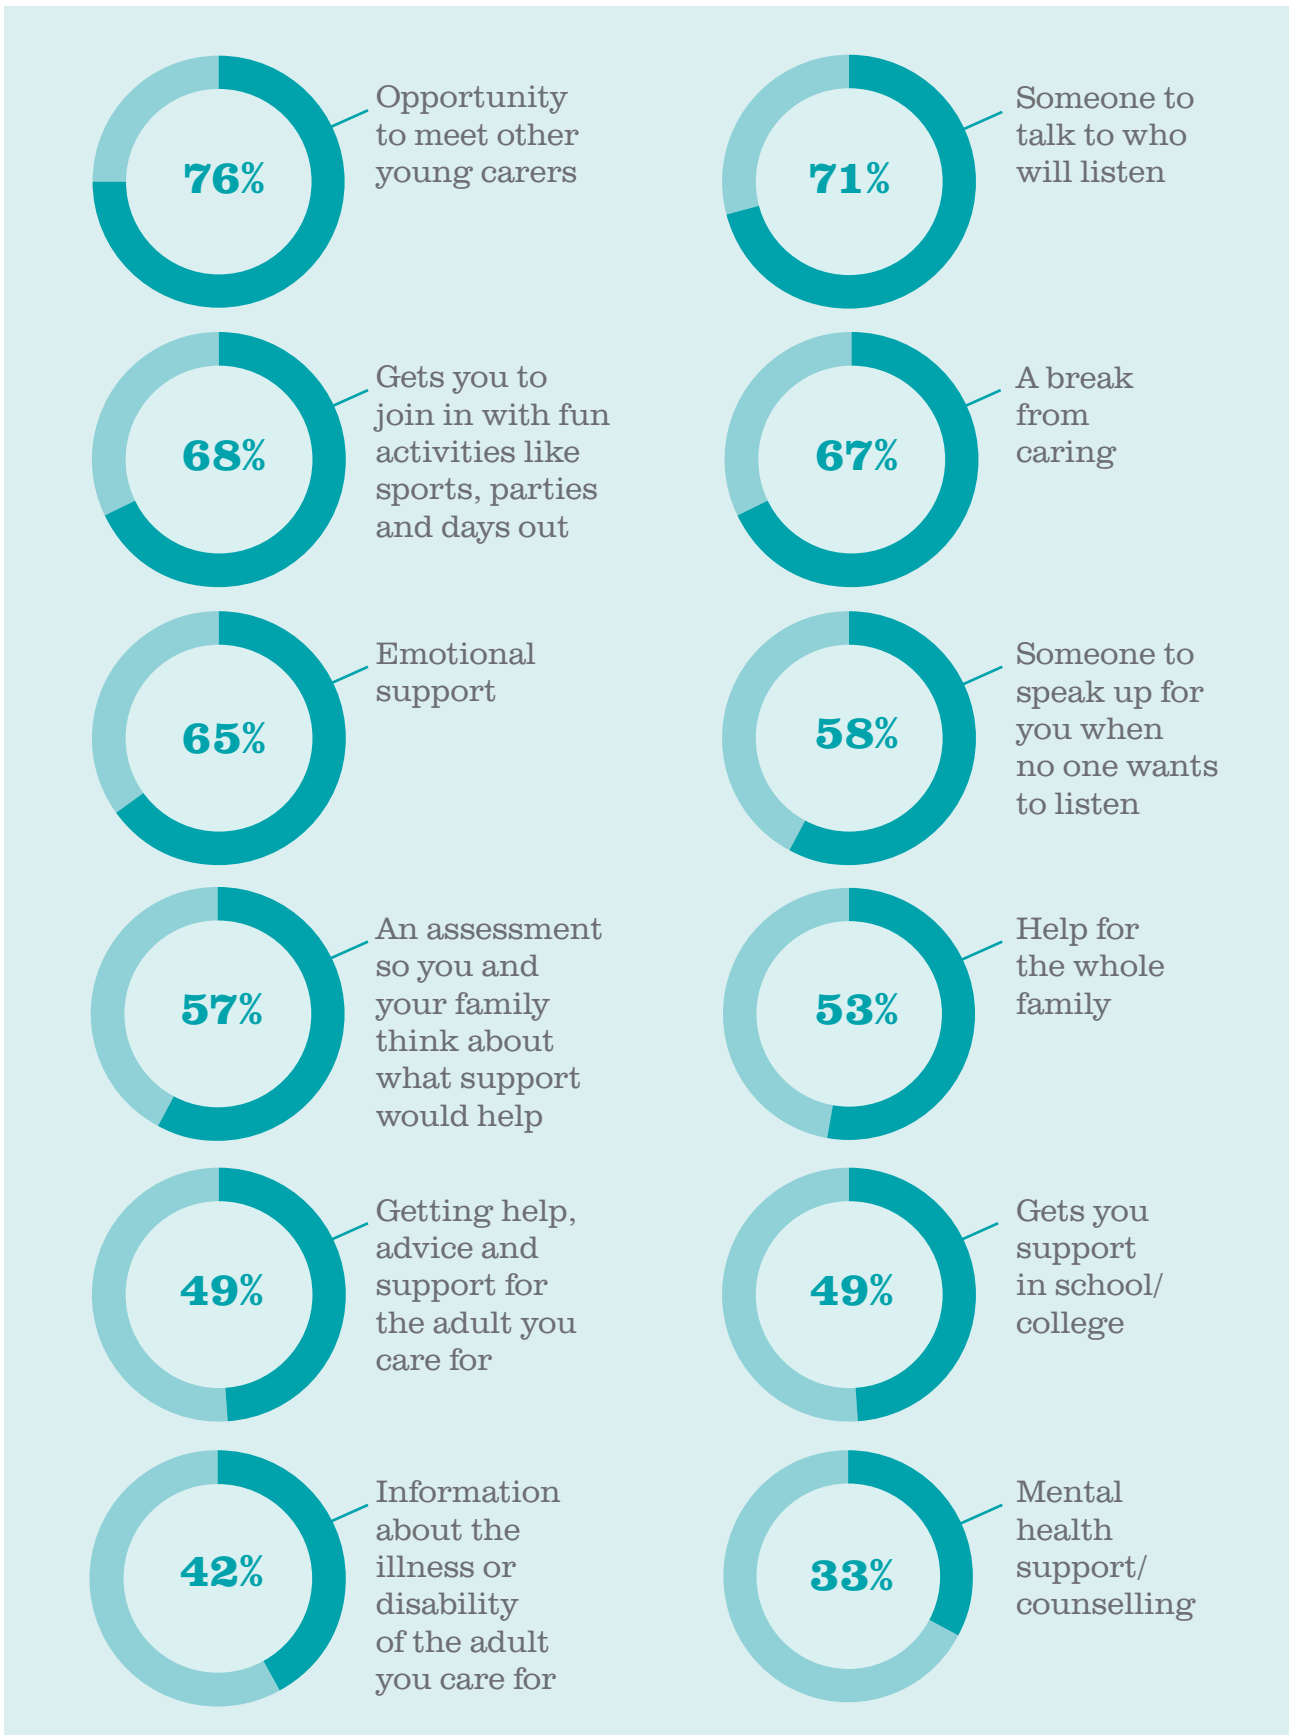 76%
Opportunity
to meet other
young carers
71%
Someone to
talk to who
will listen
68%
Gets you to
join in with fun
activities like
sports, parties
and days out
67%
A break
from
caring
65%
Emotional
support
58%
Someone to
speak up for
you when
no one wants
to listen
57%
An assessment
so you and
your family
think about
what support
would help
53%
Help for
the whole
family
49%
Getting help,
advice and
support for
the adult you
care for
49%
Gets you
support
in school/
college
42%
Information
about the
illness or
disability
of the adult
you care for
33%
Mental
health
support/
counselling